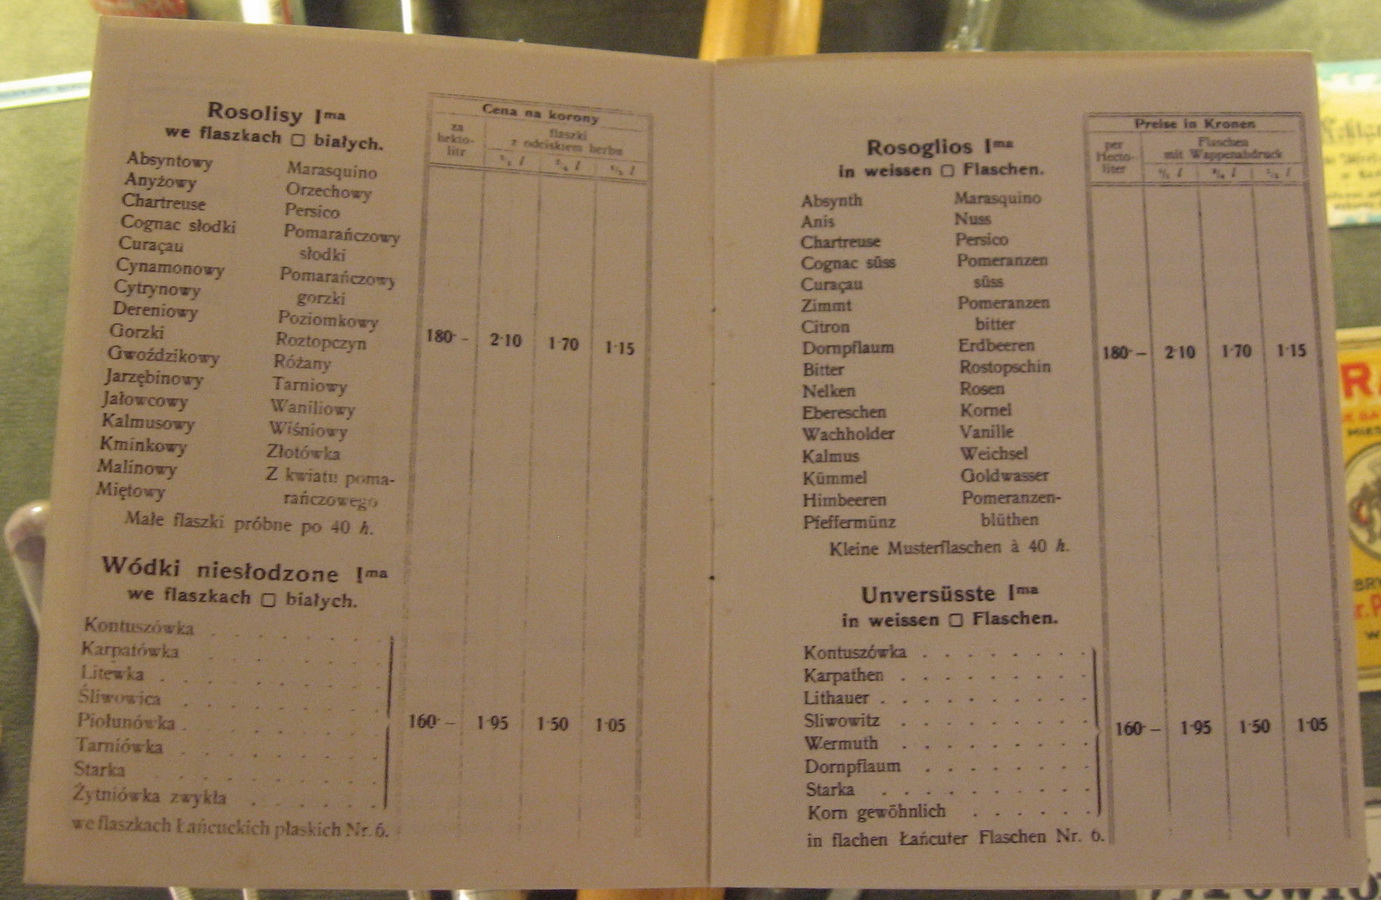 Rosolisy Iᵐᵃ
we flaszkach ▢ białych.
Cena na korony
za hekto-litr
flaszki
z odciskiem herbu
Absyntowy
Anyżowy
Chartreuse
Cognac słodki
Curaçau
Cynamonowy
Cytrynowy
Dereniowy
Gorzki
Gwoździkowy
Jarzębinowy
Jałowcowy
Kalmusowy
Kminkowy
Malinowy
Miętowy
Marasquino
Orzechowy
Persico
Pomarańczowy
słodki
Pomarańczowy
gorzki
Poziomkowy
Roztopczyn
Różany
Tarniowy
Waniliowy
Wiśniowy
Złotówka
Z kwiatu poma-
rańczowego
180·– 2·10 1·70 1·15
Małe flaszki próbne po 40 h.
Wódki niesłodzone Iᵐᵃ
we flaszkach ▢ białych.
Kontuszówka
Karpatówka
Litewka
Śliwowica
Piołunówka
Tarniówka
Starka
Żytniówka zwykła
160·– 1·95 1·50 1·05
we flaszkach Łańcuckich płaskich Nr. 6.
Rosoglios Iᵐᵃ
in weissen ▢ Flaschen.
Preise in Kronen
per
Hecto-
liter
Flaschen
mit Wappenabdruck
Absynth
Anis
Chartreuse
Cognac süss
Curaçau
Zimmt
Citron
Dornpflaum
Bitter
Nelken
Ebereschen
Wachholder
Kalmus
Kümmel
Himbeeren
Pfeffermünz
Marasquino
Nuss
Persico
Pomeranzen
süss
Pomeranzen
bitter
Erdbeeren
Rostopschin
Rosen
Kornel
Vanille
Weichsel
Goldwasser
Pomeranzen-
blüthen
180·– 2·10 1·70 1·15
Kleine Musterflaschen à 40 h.
Unversüsste Iᵐᵃ
in weissen ▢ Flaschen.
Kontuszówka
Karpathen
Lithauer
Sliwowitz
Wermuth
Dornpflaum
Starka
Korn gewöhnlich
160·– 1·95 1·50 1·05
in flachen Łańcuter Flaschen Nr. 6.